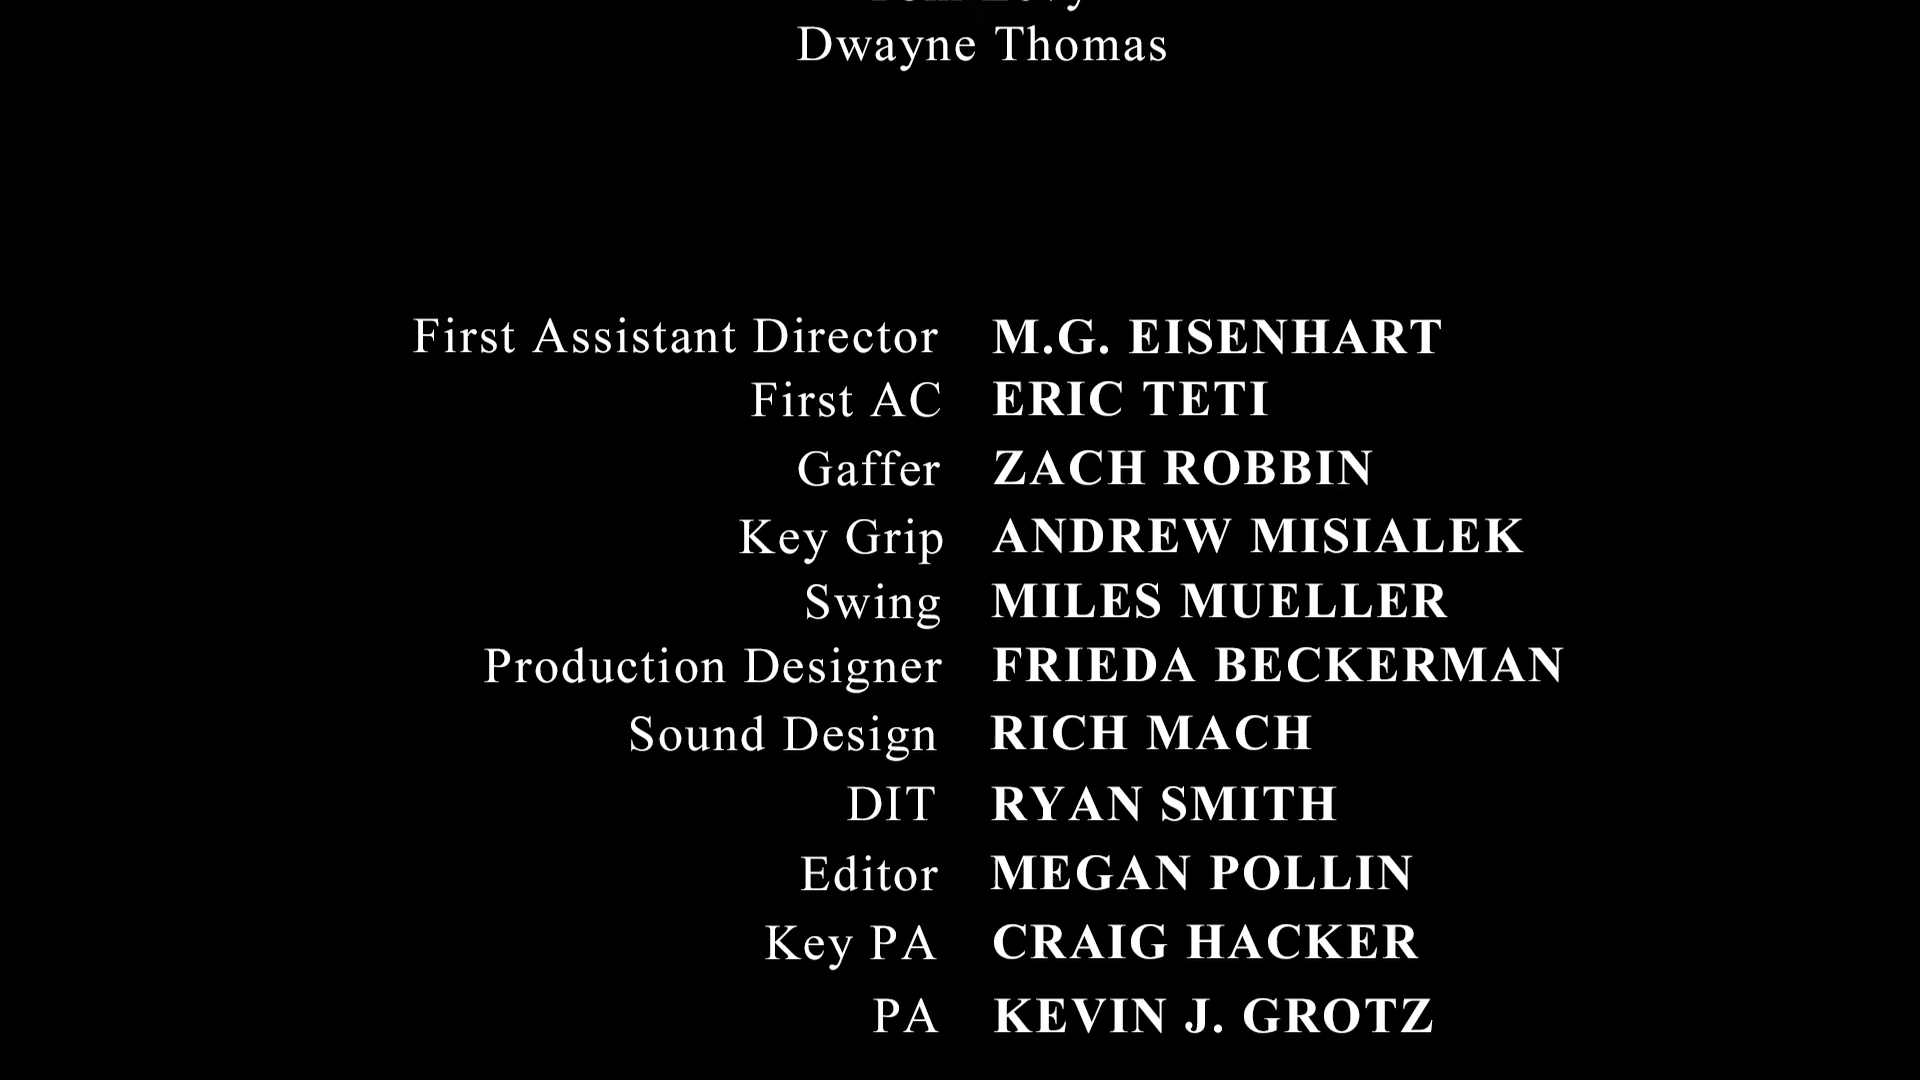 Dwayne Thomas
First Assistant Director M.G. EISENHART
First AC ERIC TETI
Gaffer ZACH ROBBIN
Key Grip ANDREW MISIALEK
Swing MILES MUELLER
Production Designer FRIEDA BECKERMAN
Sound Design RICH MACH
DIT RYAN SMITH
Editor MEGAN POLLIN
Key PA CRAIG HACKER
PA KEVIN J. GROTZ